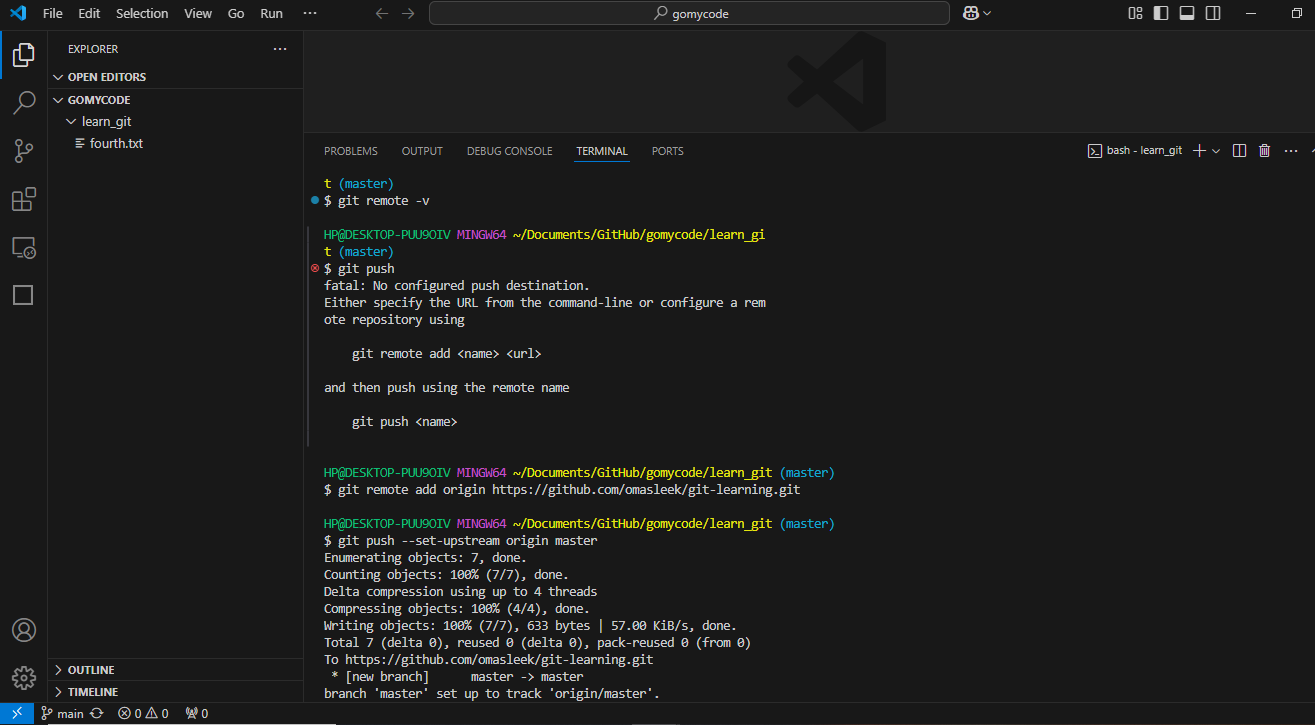 File Edit Selection View Go Run ··· gomycode
EXPLORER ···
OPEN EDITORS
GOMYCODE
learn_git
fourth.txt
OUTLINE
TIMELINE
PROBLEMS OUTPUT DEBUG CONSOLE TERMINAL PORTS bash - learn_git ···
t (master)
$ git remote -v
HP@DESKTOP-PUU9OIV MINGW64 ~/Documents/GitHub/gomycode/learn_gi
t (master)
$ git push
fatal: No configured push destination.
Either specify the URL from the command-line or configure a rem
ote repository using
git remote add <name> <url>
and then push using the remote name
git push <name>
HP@DESKTOP-PUU9OIV MINGW64 ~/Documents/GitHub/gomycode/learn_git (master)
$ git remote add origin https://github.com/omasleek/git-learning.git
HP@DESKTOP-PUU9OIV MINGW64 ~/Documents/GitHub/gomycode/learn_git (master)
$ git push --set-upstream origin master
Enumerating objects: 7, done.
Counting objects: 100% (7/7), done.
Delta compression using up to 4 threads
Compressing objects: 100% (4/4), done.
Writing objects: 100% (7/7), 633 bytes | 57.00 KiB/s, done.
Total 7 (delta 0), reused 0 (delta 0), pack-reused 0 (from 0)
To https://github.com/omasleek/git-learning.git
* [new branch] master -> master
branch 'master' set up to track 'origin/master'.
main 0 0 0